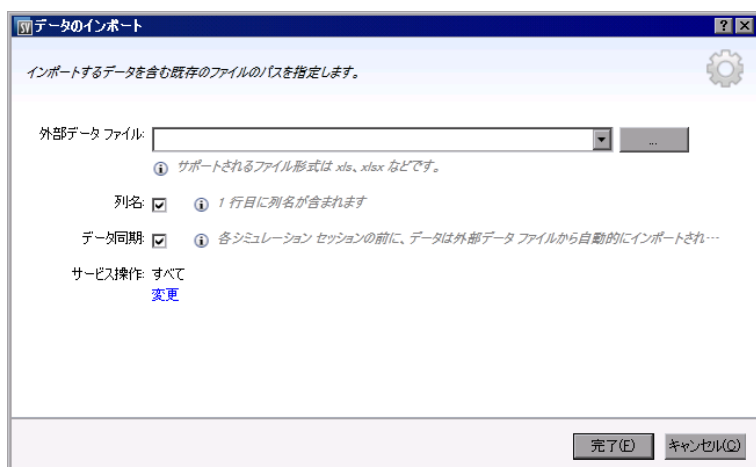 SV データのインポート
インポートするデータを含む既存のファイルのパスを指定します。
外部データ ファイル:
...
サポートされるファイル形式は xls、xlsx などです。
列名: 1 行目に列名が含まれます
データ同期: 各シミュレーション セッションの前に、データは外部データ ファイルから自動的にインポートされ…
サービス操作: すべて
変更
完了(F) キャンセル(C)